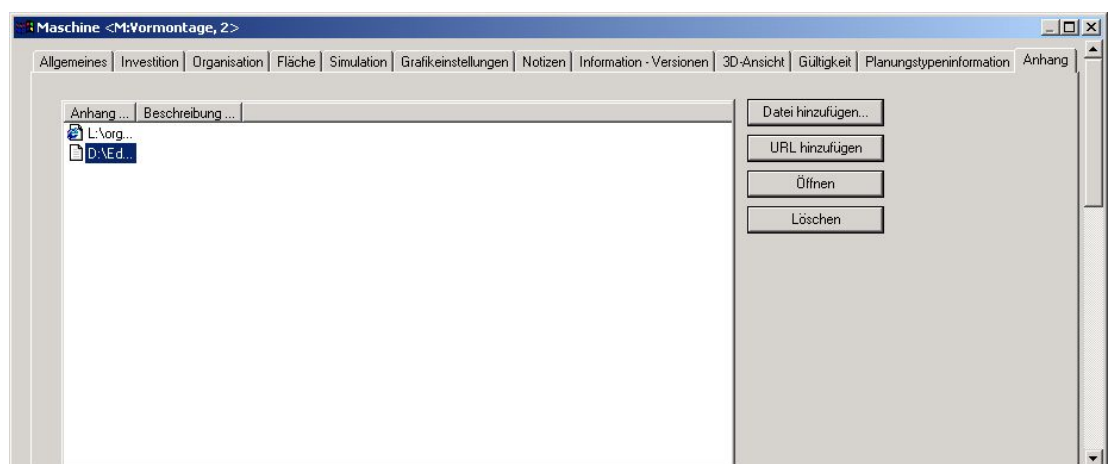 Maschine <M:Vormontage, 2>
Allgemeines Investition Organisation Fläche Simulation Grafikeinstellungen Notizen Information - Versionen 3D-Ansicht Gültigkeit Planungstypeninformation Anhang
Anhang ... Beschreibung ...
L:\org...
D:\Ed...
Datei hinzufügen...
URL hinzufügen
Öffnen
Löschen